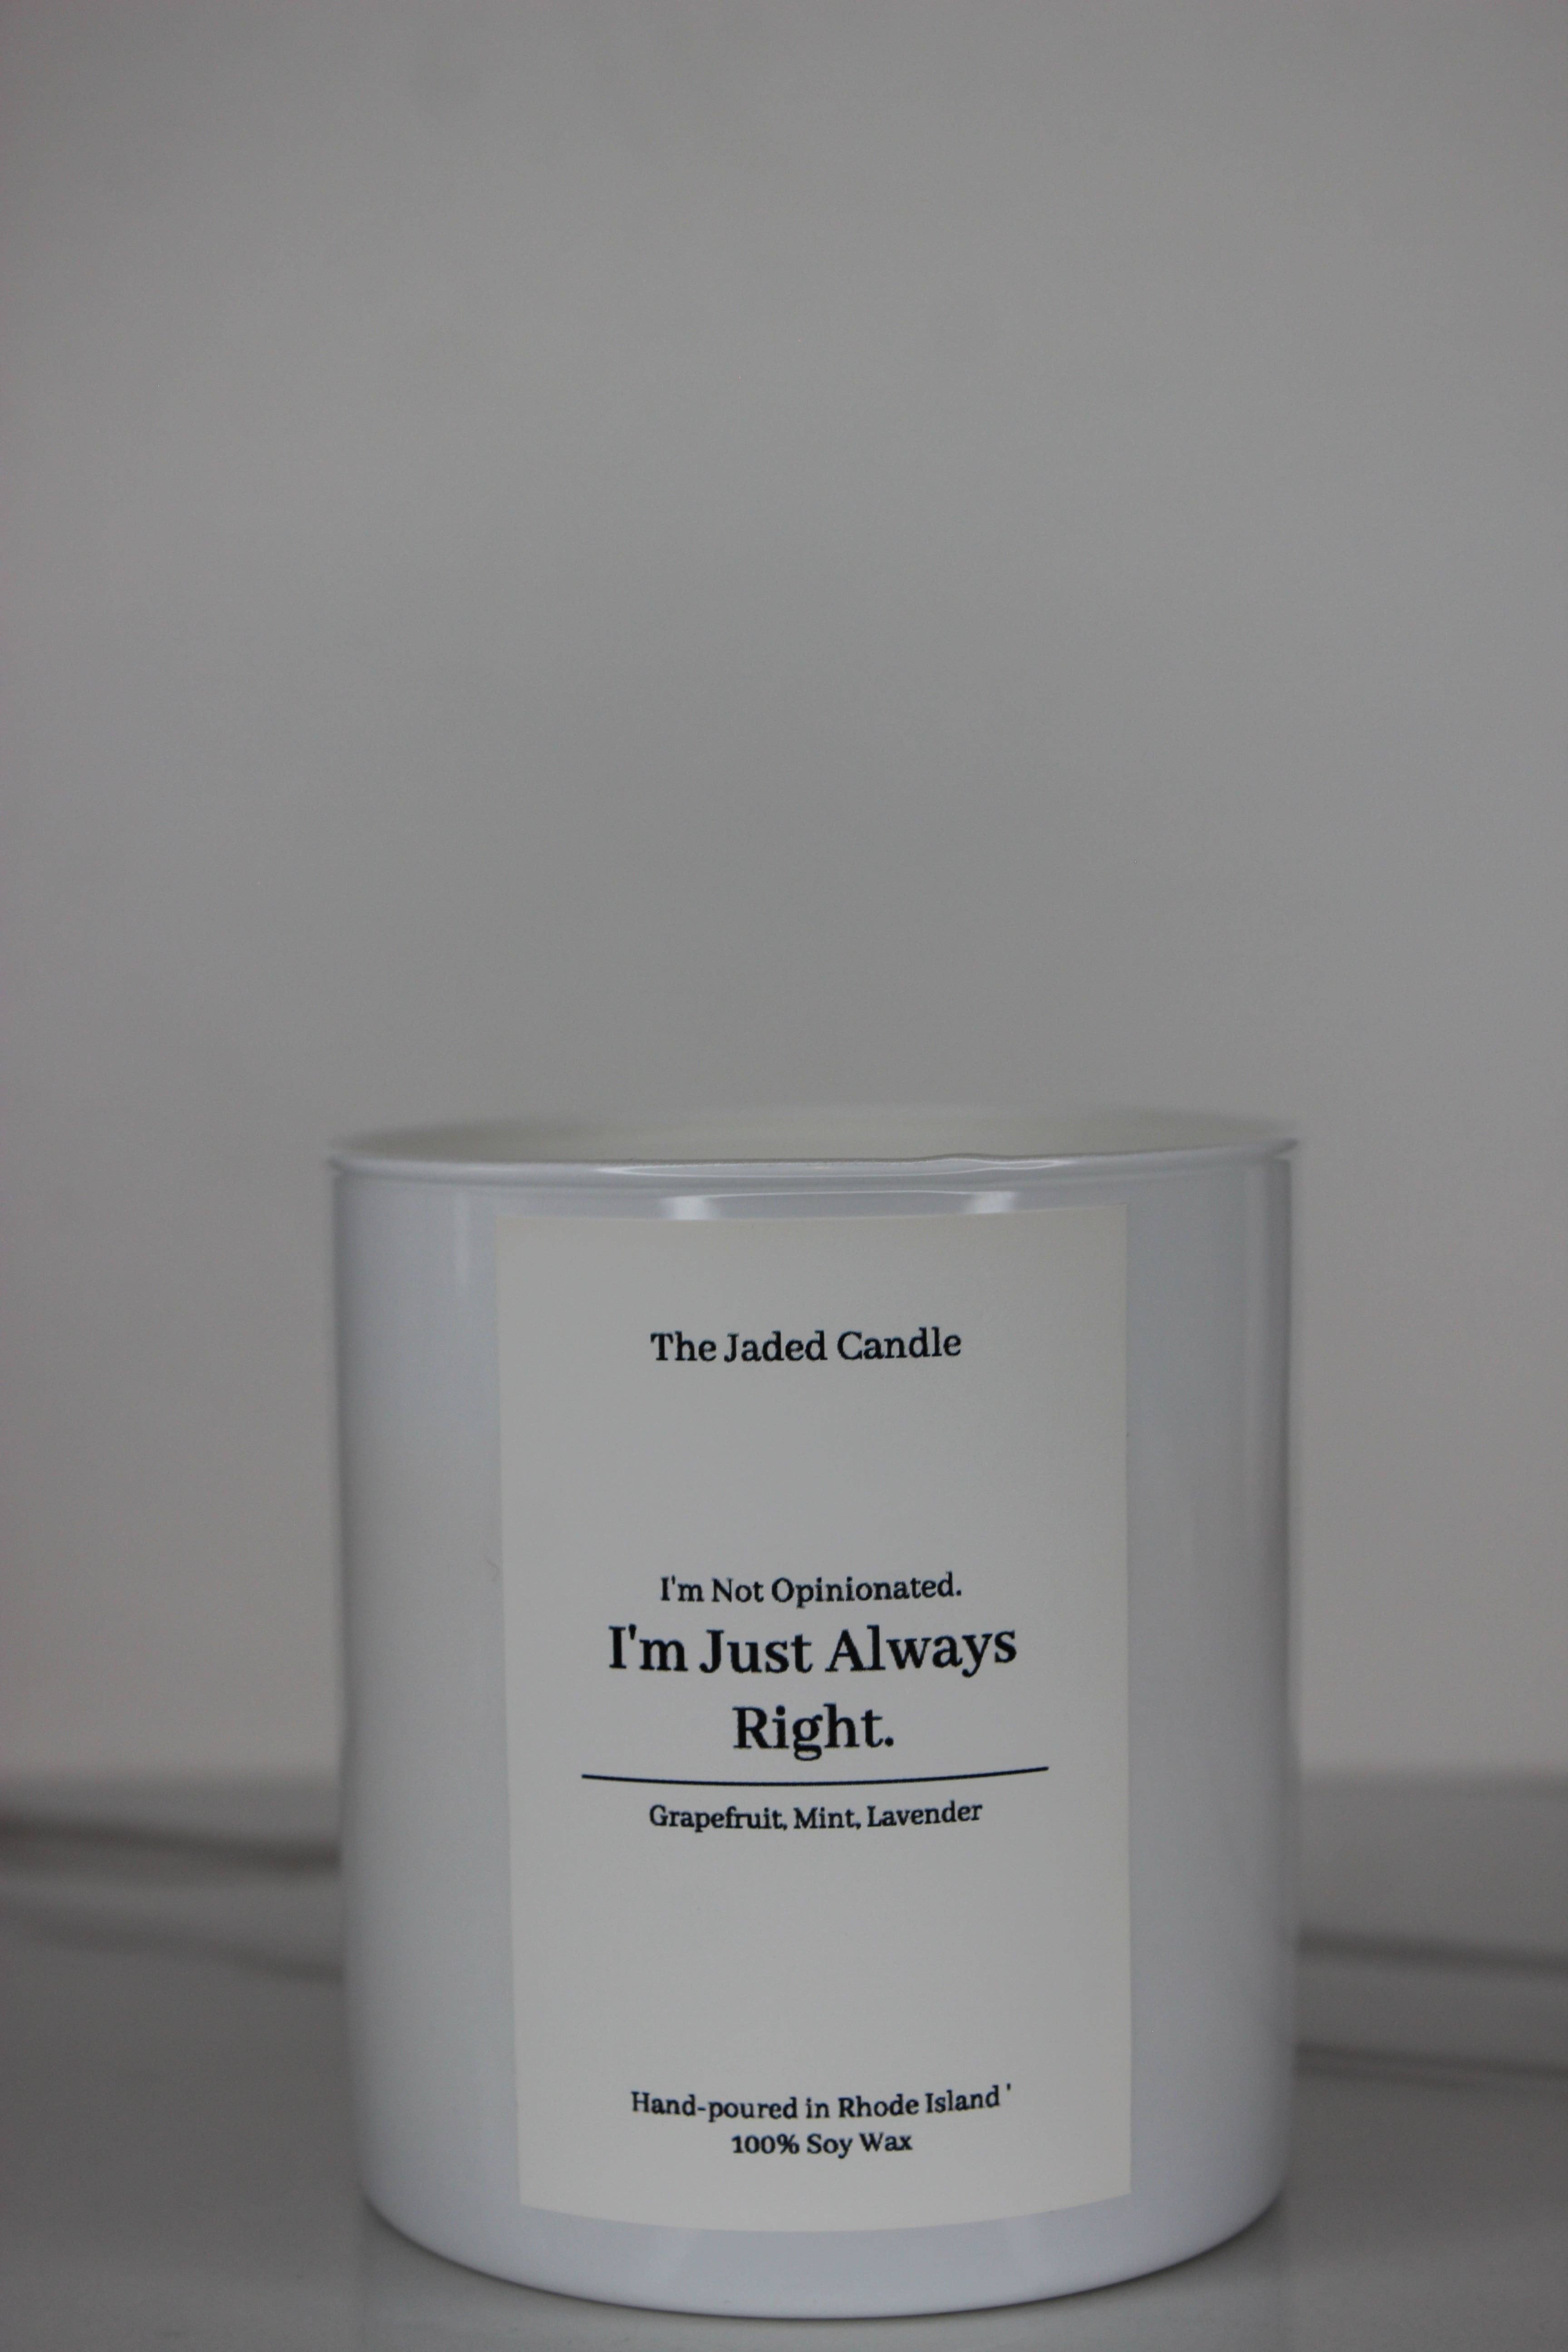 The Jaded Candle
I'm Not Opinionated.
I'm Just Always
Right.
Grapefruit, Mint, Lavender
Hand-poured in Rhode Island '
100% Soy Wax